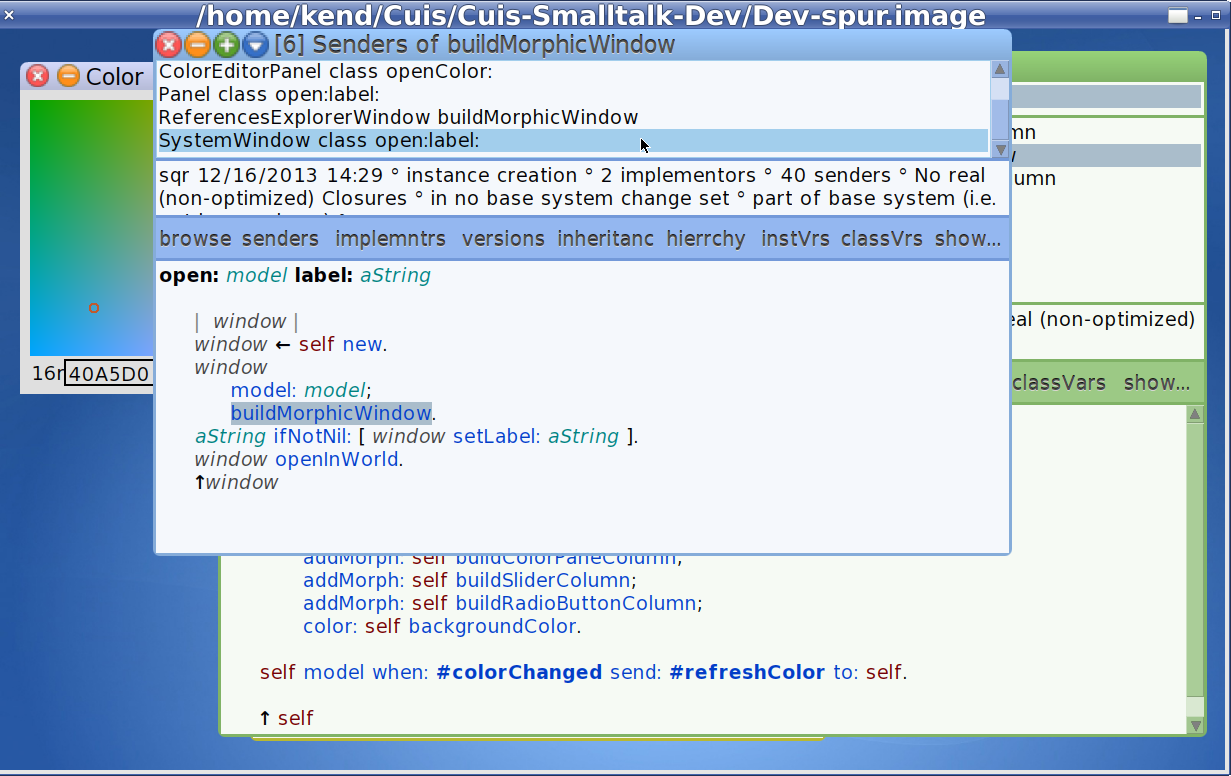 /home/kend/Cuis/Cuis-Smalltalk-Dev/Dev-spur.image
[6] Senders of buildMorphicWindow
ColorEditorPanel class openColor:
Panel class open:label:
ReferencesExplorerWindow buildMorphicWindow
SystemWindow class open:label:
sqr 12/16/2013 14:29 ° instance creation ° 2 implementors ° 40 senders ° No real
(non-optimized) Closures ° in no base system change set ° part of base system (i.e.
browse senders implemntrs versions inheritanc hierrchy instVrs classVrs show...
open: model label: aString
| window |
window ← self new.
window
model: model;
buildMorphicWindow.
aString ifNotNil: [ window setLabel: aString ].
window openInWorld.
↑window
Color
16r 40A5D0
(non-optimized)
classVars show...
addMorph: self buildColorPaneColumn;
addMorph: self buildSliderColumn;
addMorph: self buildRadioButtonColumn;
color: self backgroundColor.
self model when: #colorChanged send: #refreshColor to: self.
↑ self